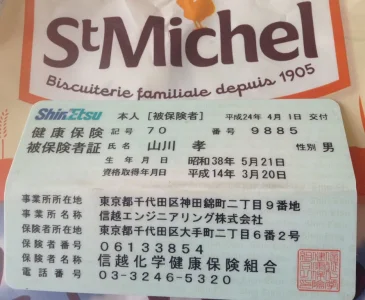 St Michel
Biscuiterie familiale depuis 1905
ShinEtsu 本人 [被保険者] 平成24年 4月 1日 交付
健康保険 記号 70 番号 9885
被保険者証 氏名 山川 孝 性別 男
生年月日 昭和38年 5月21日
資格取得年月日 平成14年 3月20日
事業所所在地 東京都千代田区神田錦町二丁目9番地
事業所名称 信越エンジニアリング株式会社
保険者所在地 東京都千代田区大手町二丁目6番2号
保険者番号 06133854
保険者名称 信越化学健康保険組合
電話番号 03-3246-5320